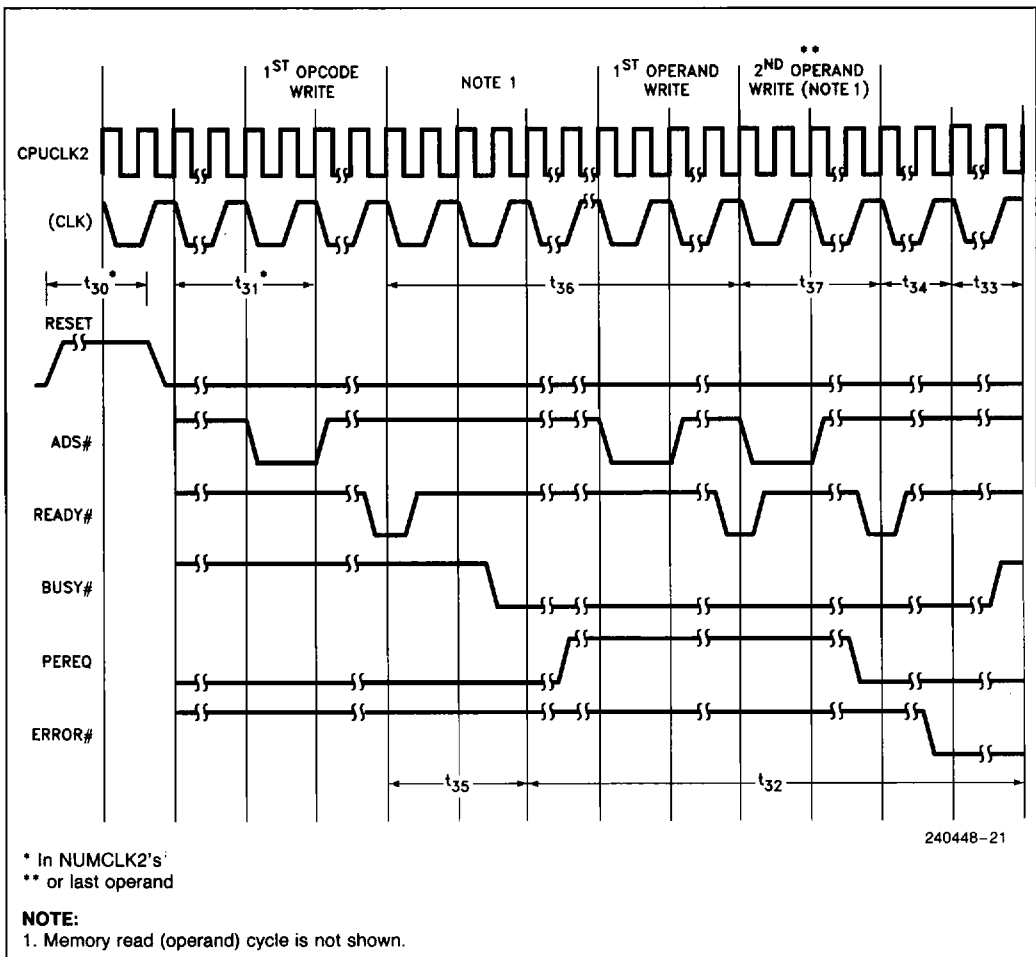 1ST OPCODE
WRITE
NOTE 1
1ST OPERAND
WRITE
**
2ND OPERAND
WRITE (NOTE 1)
CPUCLK2
(CLK)
t30*
t31*
t36
t37
t34
t33
RESET
ADS#
READY#
BUSY#
PEREQ
ERROR#
t35
t32
240448-21
* In NUMCLK2's
** or last operand
NOTE:
1. Memory read (operand) cycle is not shown.